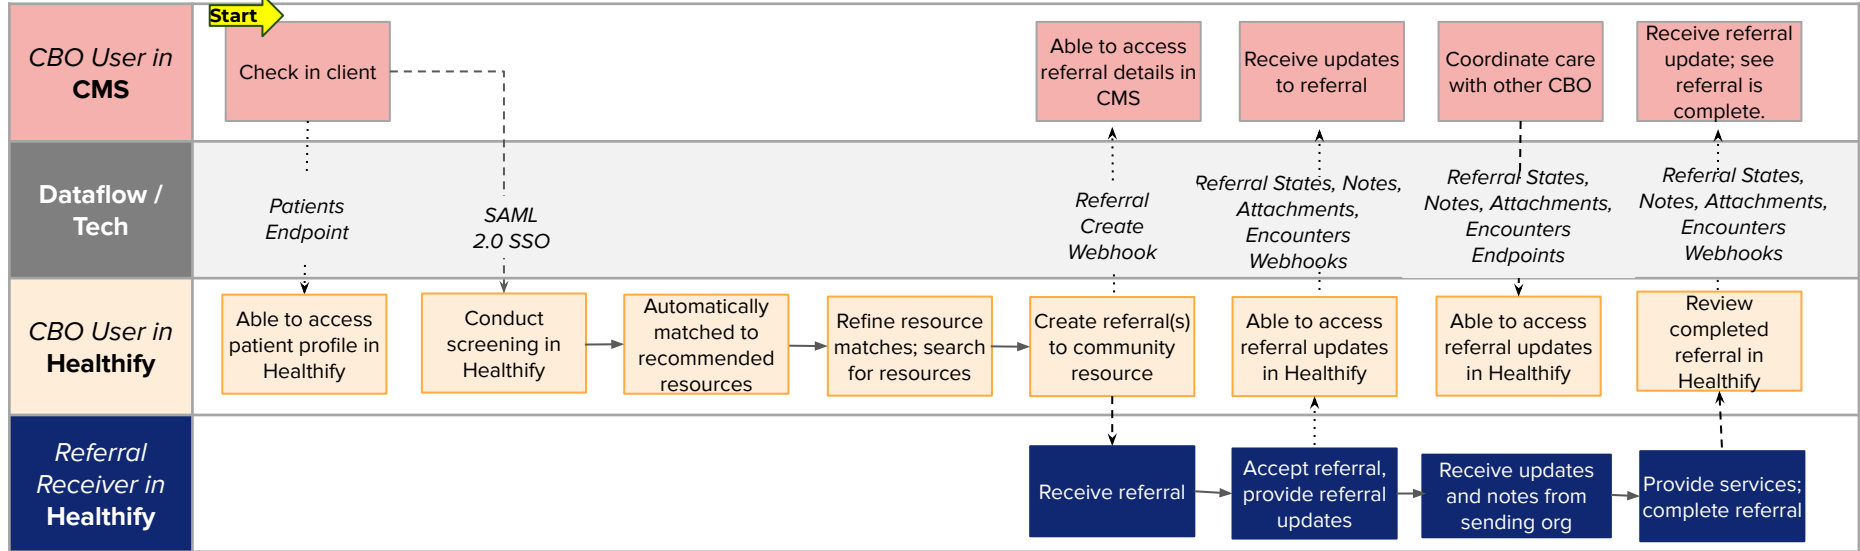 Start
CBO User in
CMS
Check in client
Able to access
referral details in
CMS
Receive updates
to referral
Coordinate care
with other CBO
Receive referral
update; see
referral is
complete.
Dataflow /
Tech
Patients
Endpoint
SAML
2.0 SSO
Referral
Create
Webhook
Referral States, Notes,
Attachments,
Encounters
Webhooks
Referral States,
Notes, Attachments,
Encounters
Endpoints
Referral States,
Notes, Attachments,
Encounters
Webhooks
CBO User in
Healthify
Able to access
patient profile in
Healthify
Conduct
screening in
Healthify
Automatically
matched to
recommended
resources
Refine resource
matches; search
for resources
Create referral(s)
to community
resource
Able to access
referral updates
in Healthify
Able to access
referral updates
in Healthify
Review
completed
referral in
Healthify
Referral
Receiver in
Healthify
Receive referral
Accept referral,
provide referral
updates
Receive updates
and notes from
sending org
Provide services;
complete referral